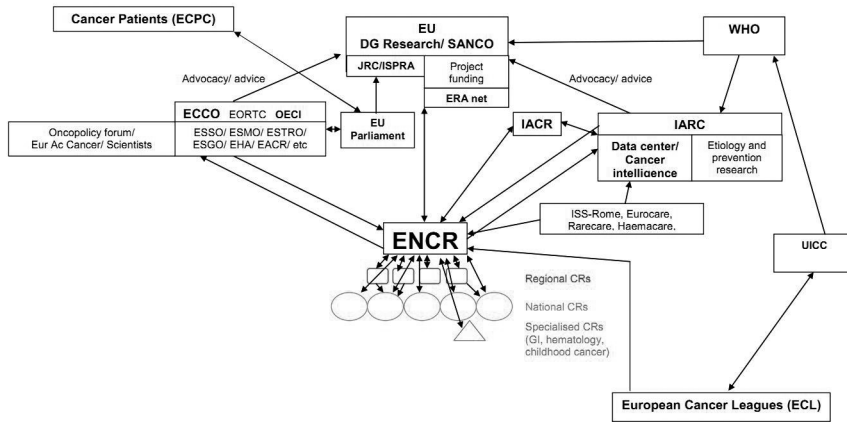 Cancer Patients (ECPC)
EU
DG Research/ SANCO
JRC/ISPRA
Project
funding
ERA net
WHO
Advocacy/ advice
Advocacy/ advice
ECCO EORTC OECI
Oncopolicy forum/
Eur Ac Cancer/ Scientists
ESSO/ ESMO/ ESTRO/
ESGO/ EHA/ EACR/ etc
EU
Parliament
IACR
IARC
Data center/
Cancer
intelligence
Etiology and
prevention
research
ISS-Rome, Eurocare,
Rarecare, Haemacare,
ENCR
UICC
Regional CRs
National CRs
Specialised CRs
(GI, hematology,
childhood cancer)
European Cancer Leagues (ECL)